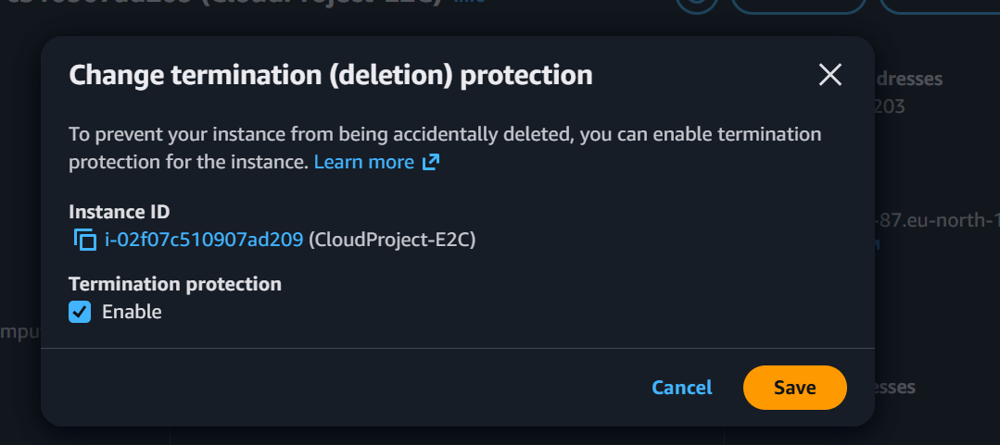 (CloudProject-E2C)
Change termination (deletion) protection
dresses
203
To prevent your instance from being accidentally deleted, you can enable termination
protection for the instance. Learn more
Instance ID
i-02f07c510907ad209 (CloudProject-E2C)
-87.eu-north-1
Termination protection
Enable
mpu
Cancel
Save
esses